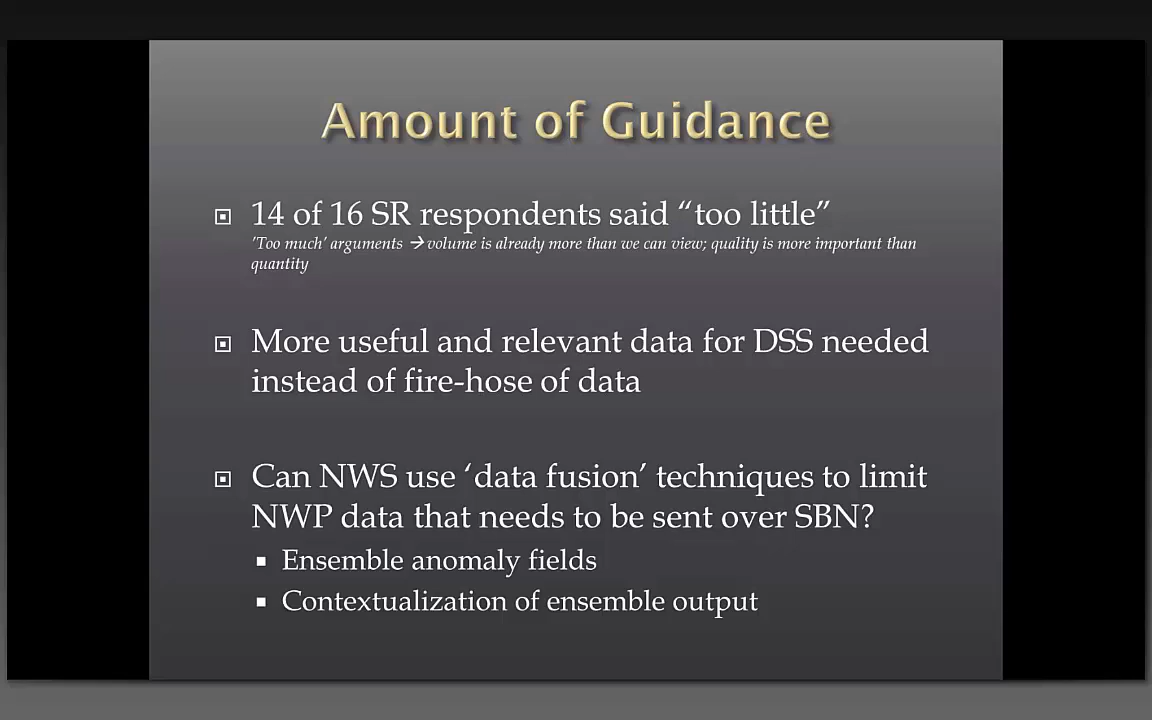 Amount of Guidance
14 of 16 SR respondents said “too little”
'Too much' arguments → volume is already more than we can view; quality is more important than
quantity
More useful and relevant data for DSS needed
instead of fire-hose of data
Can NWS use ‘data fusion’ techniques to limit
NWP data that needs to be sent over SBN?
Ensemble anomaly fields
Contextualization of ensemble output